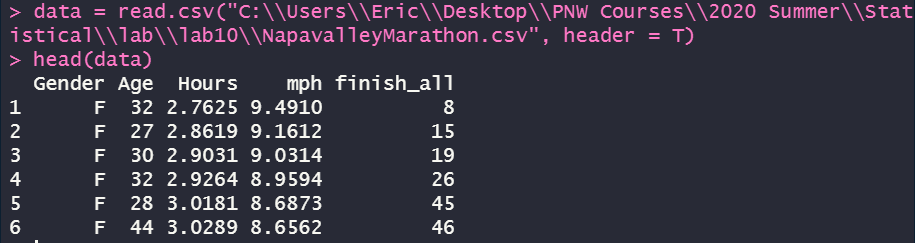 > data = read.csv("C:\\Users\\Eric\\Desktop\\PNW Courses\\2020 Summer\\Stat
istical\\lab\\lab10\\NapavalleyMarathon.csv", header = T)
> head(data)
  Gender Age  Hours    mph finish_all
1      F  32 2.7625 9.4910          8
2      F  27 2.8619 9.1612         15
3      F  30 2.9031 9.0314         19
4      F  32 2.9264 8.9594         26
5      F  28 3.0181 8.6873         45
6      F  44 3.0289 8.6562         46